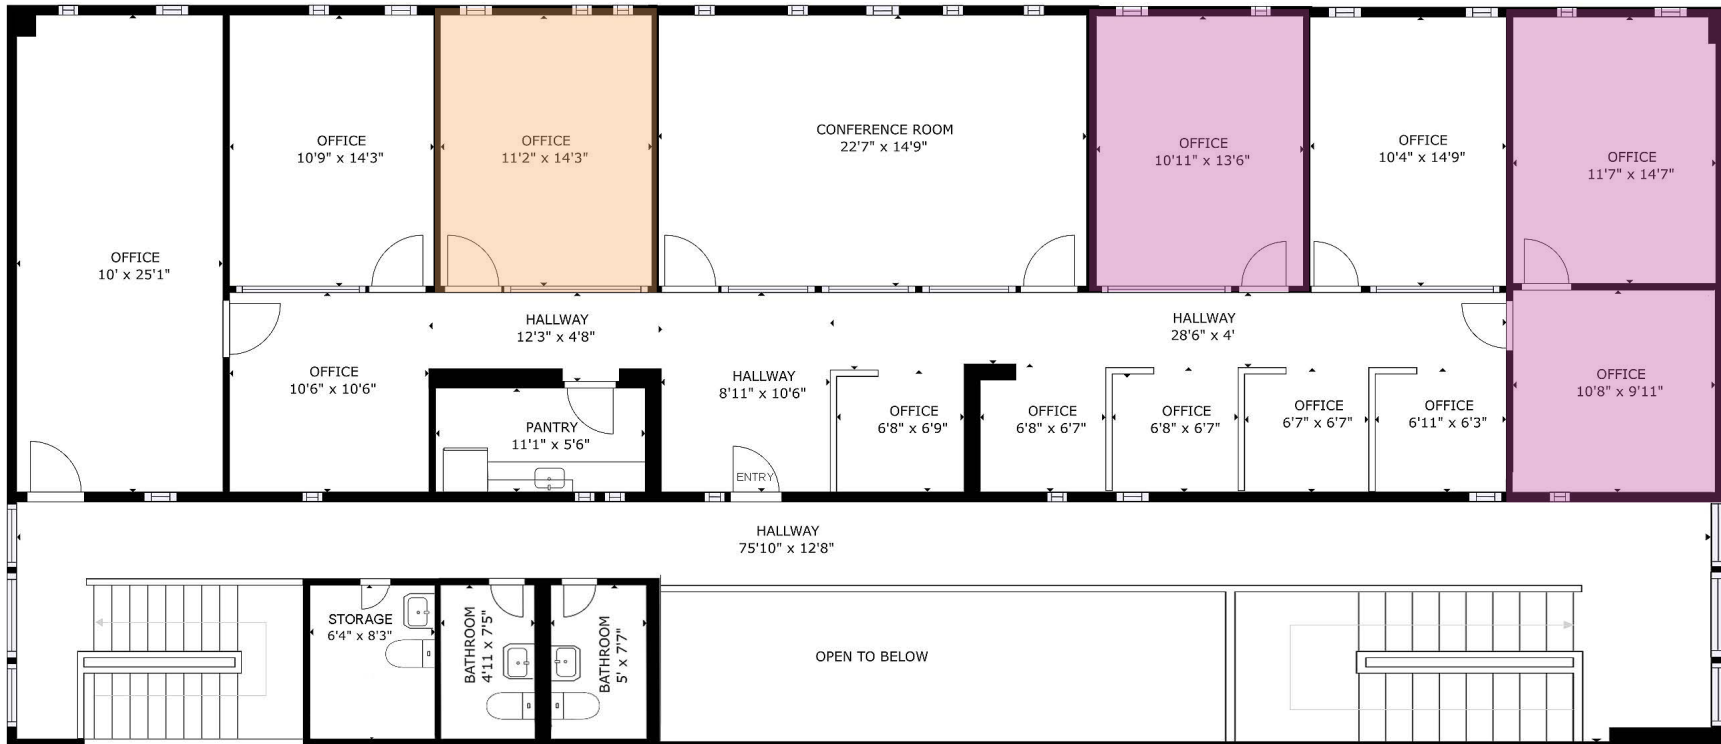 OFFICE
10' x 25'1"
OFFICE
10'9" x 14'3"
OFFICE
11'2" x 14'3"
CONFERENCE ROOM
22'7" x 14'9"
OFFICE
10'11" x 13'6"
OFFICE
10'4" x 14'9"
OFFICE
11'7" x 14'7"
HALLWAY
12'3" x 4'8"
HALLWAY
28'6" x 4'
OFFICE
10'6" x 10'6"
HALLWAY
8'11" x 10'6"
OFFICE
10'8" x 9'11"
PANTRY
11'1" x 5'6"
OFFICE
6'8" x 6'9"
OFFICE
6'8" x 6'7"
OFFICE
6'8" x 6'7"
OFFICE
6'7" x 6'7"
OFFICE
6'11" x 6'3"
ENTRY
HALLWAY
75'10" x 12'8"
STORAGE
6'4" x 8'3"
BATHROOM
4'11 x 7'5"
BATHROOM
5' x 7'7"
OPEN TO BELOW